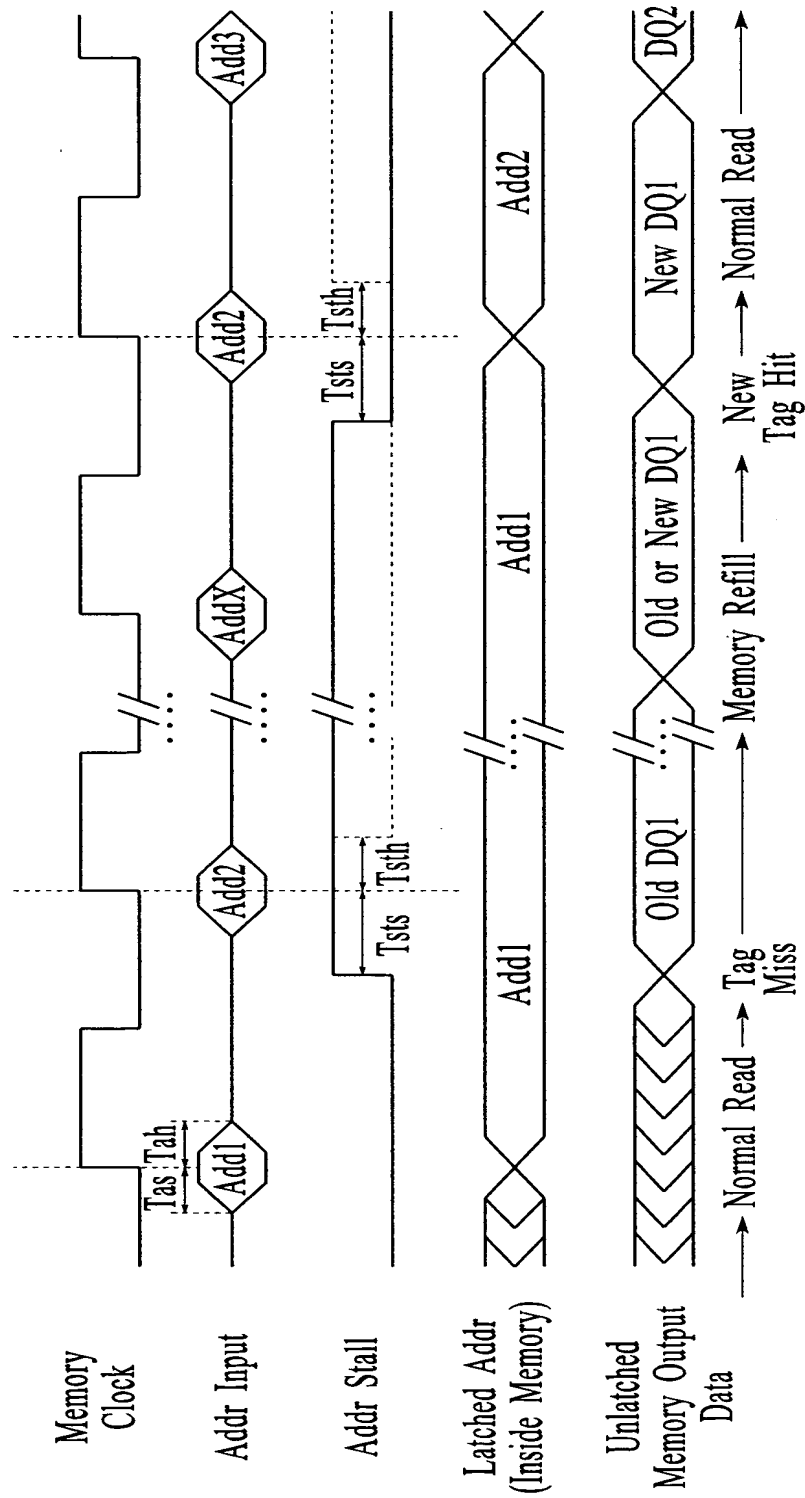 Memory
Clock
Tas
Tah
Addr Input
Add1
Add2
AddX
Add2
Add3
Addr Stall
Tsts
Tsth
Tsts
Tsth
Latched Addr
(Inside Memory)
Add1
Add1
Add2
Unlatched
Memory Output
Data
Old DQ1
Old or New DQ1
New DQ1
DQ2
Normal Read
Tag
Miss
Memory Refill
New
Tag Hit
Normal Read